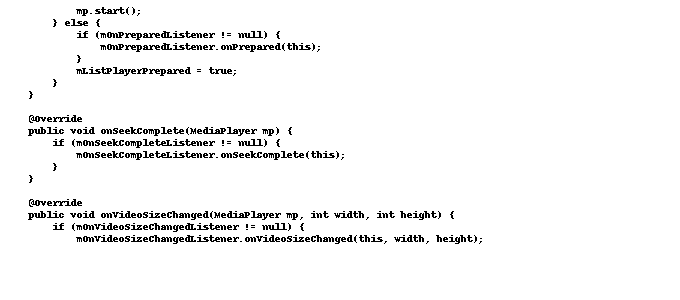 mp.start();
} else {
if (mOnPreparedListener != null) {
mOnPreparedListener.onPrepared(this);
}
mListPlayerPrepared = true;
}
}
@Override
public void onSeekComplete(MediaPlayer mp) {
if (mOnSeekCompleteListener != null) {
mOnSeekCompleteListener.onSeekComplete(this);
}
}
@Override
public void onVideoSizeChanged(MediaPlayer mp, int width, int height) {
if (mOnVideoSizeChangedListener != null) {
mOnVideoSizeChangedListener.onVideoSizeChanged(this, width, height);